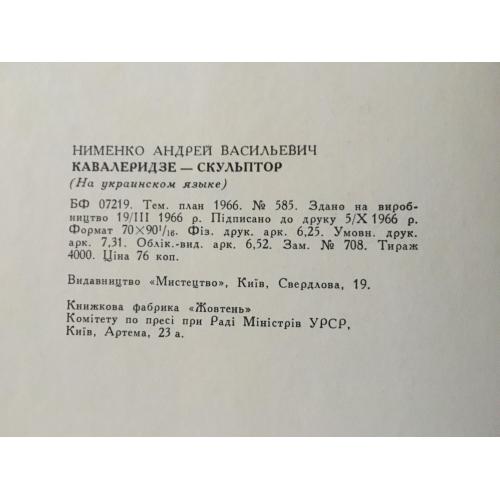 НИМЕНКО АНДРЕЙ ВАСИЛЬЕВИЧ
КАВАЛЕРИДЗЕ — СКУЛЬПТОР
(На украинском языке)
БФ 07219. Тем. план 1966. № 585. Здано на вироб-
ництво 19/III 1966 р. Підписано до друку 5/X 1966 р.
Формат 70×90¹/₁₆. Фіз. друк. арк. 6,25. Умовн. друк.
арк. 7,31. Облік.-вид. арк. 6,52. Зам. № 708. Тираж
4000. Ціна 76 коп.
Видавництво «Мистецтво», Київ, Свердлова, 19.
Книжкова фабрика «Жовтень»
Комітету по пресі при Раді Міністрів УРСР,
Київ, Артема, 23 а.